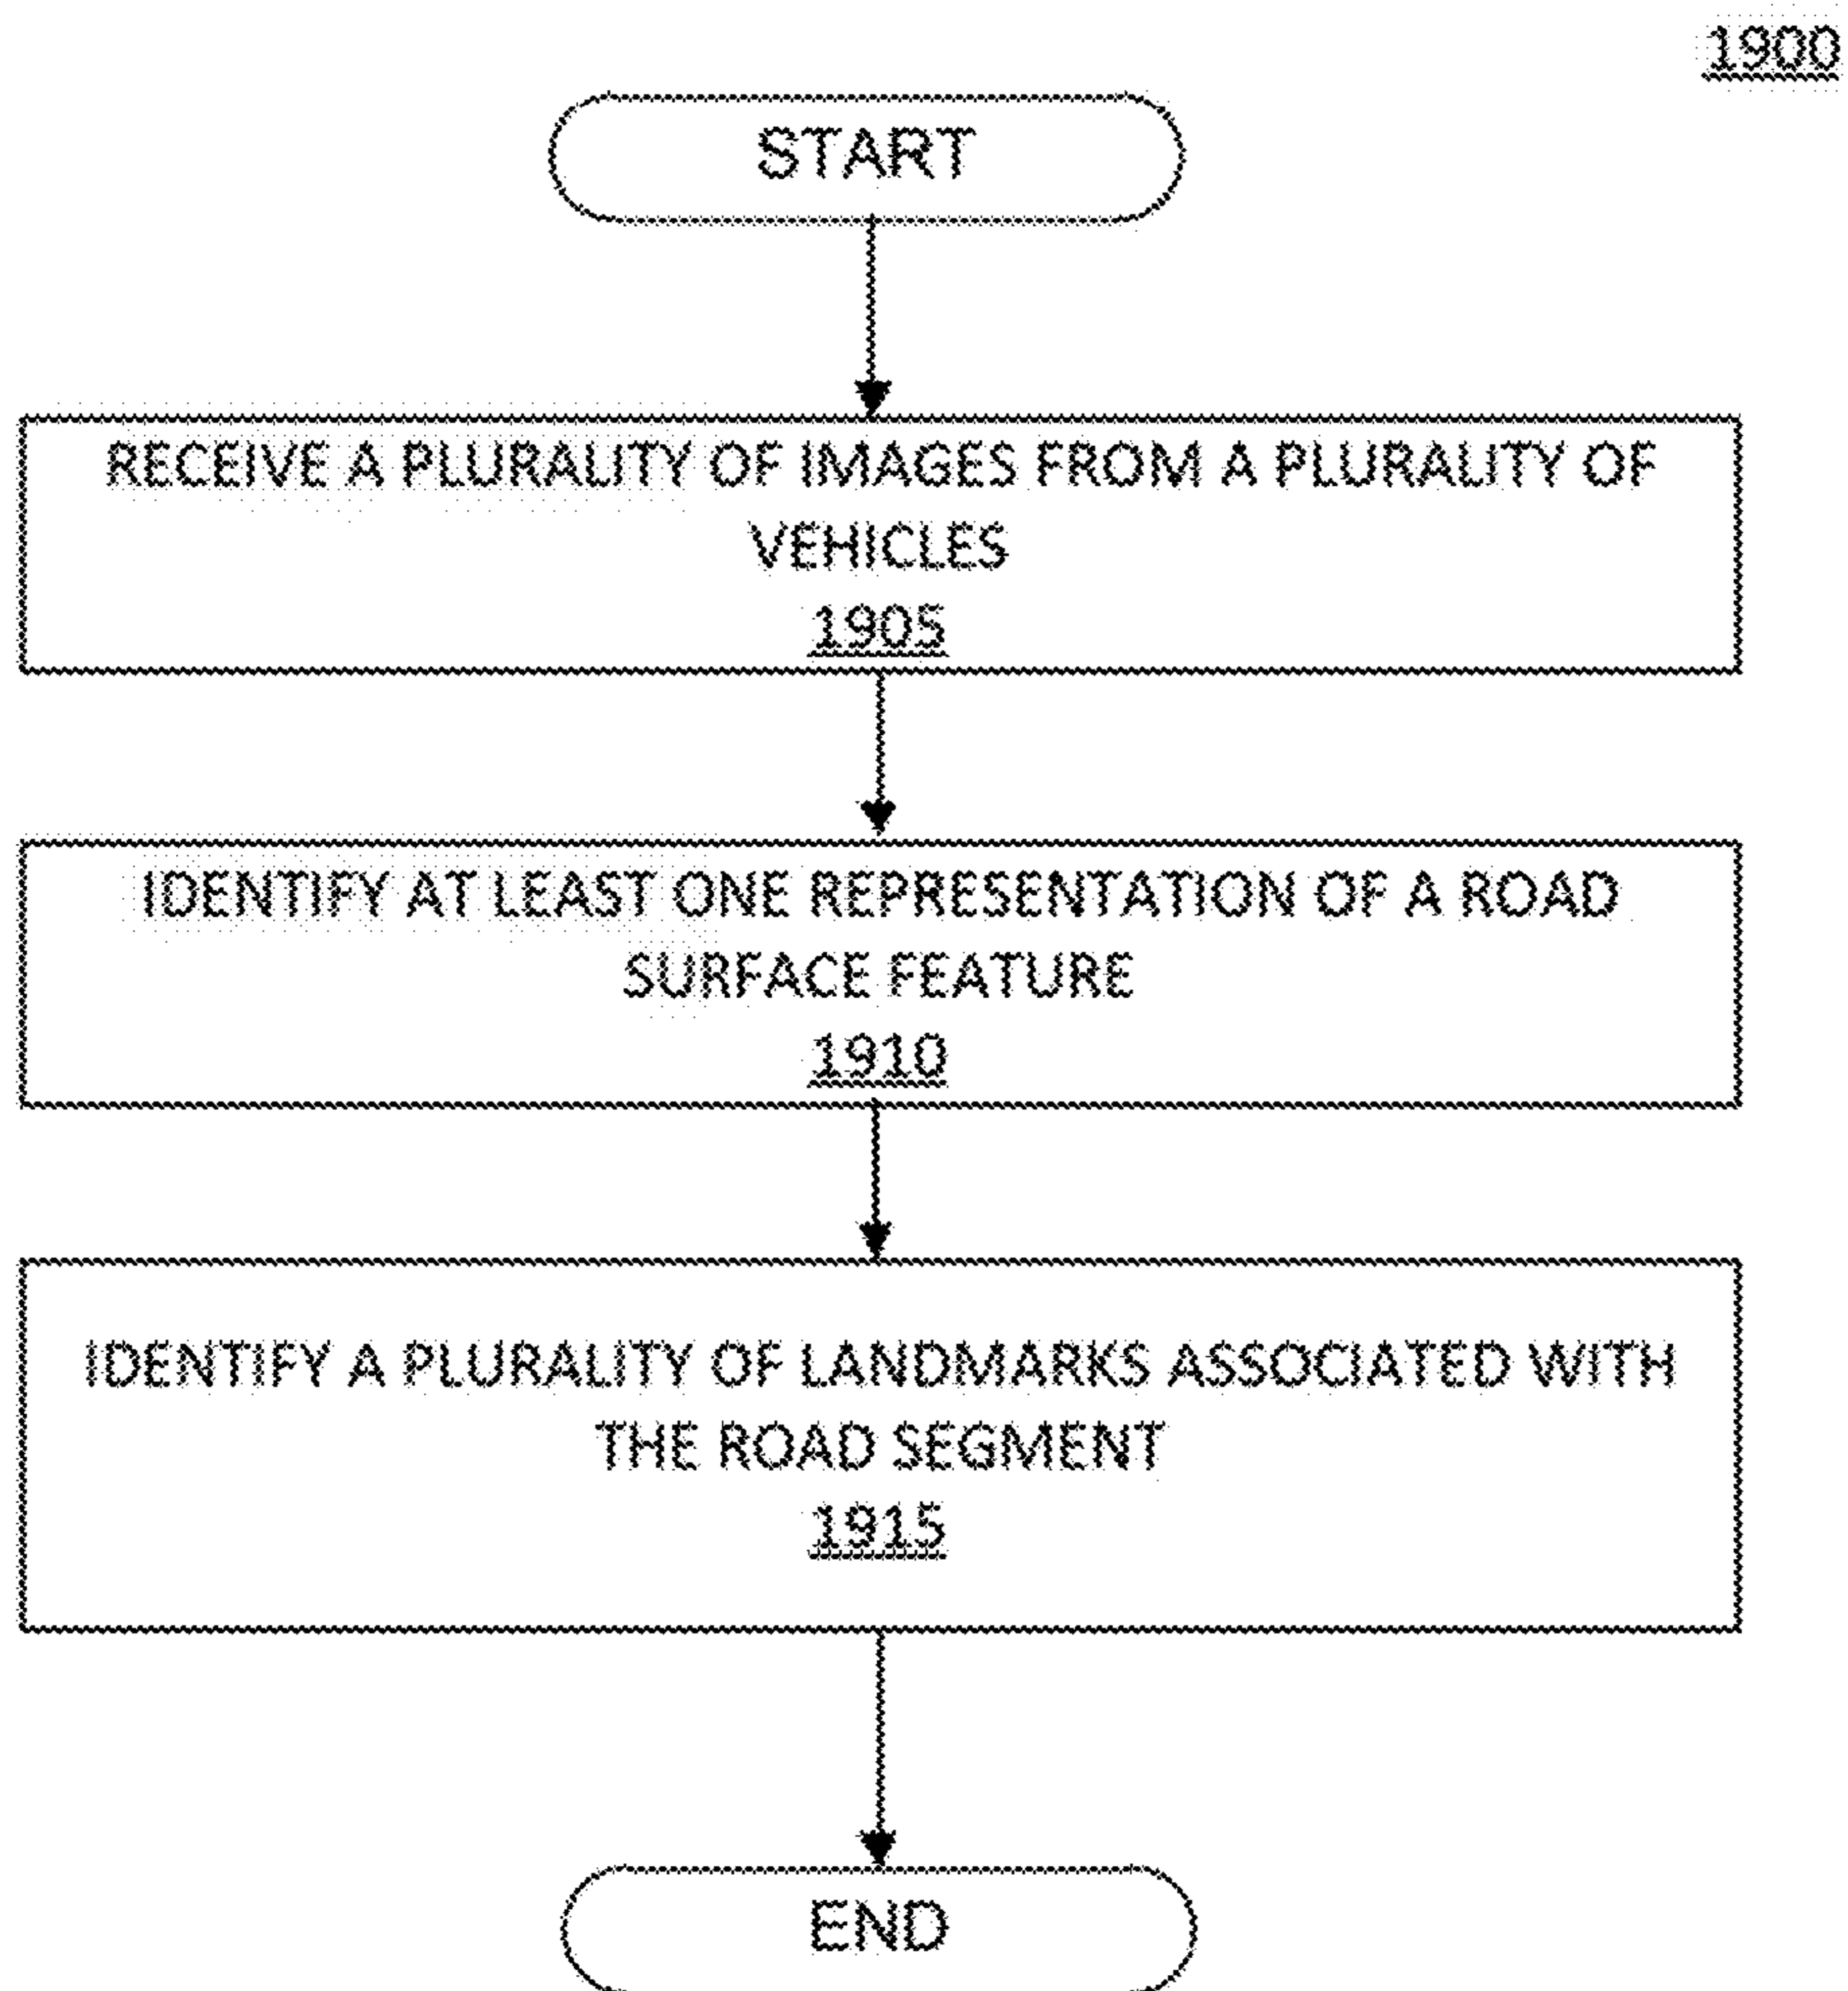 1900
START
RECEIVE A PLURALITY OF IMAGES FROM A PLURALITY OF
VEHICLES
1905
IDENTIFY AT LEAST ONE REPRESENTATION OF A ROAD
SURFACE FEATURE
1910
IDENTIFY A PLURALITY OF LANDMARKS ASSOCIATED WITH
THE ROAD SEGMENT
1915
END